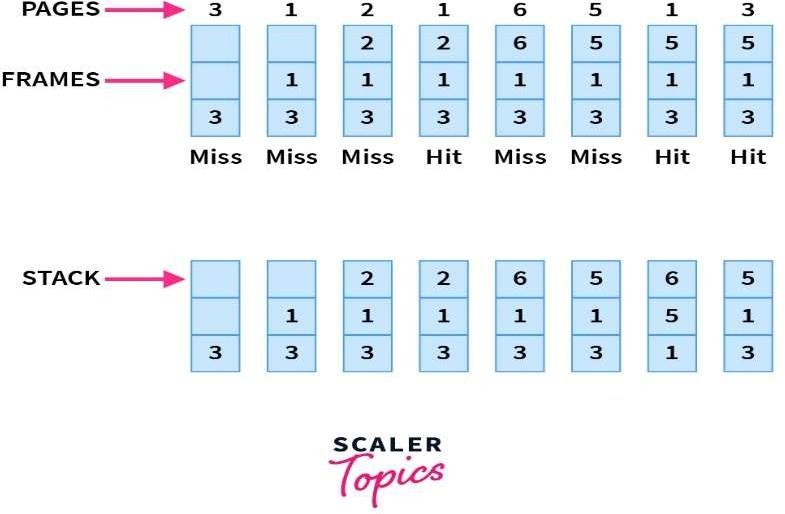 PAGES 3 1 2 1 6 5 1 3
2 2 6 5 5 5
FRAMES 1 1 1 1 1 1 1
3 3 3 3 3 3 3 3
Miss Miss Miss Hit Miss Miss Hit Hit
STACK 2 2 6 5 6 5
1 1 1 1 1 5 1
3 3 3 3 3 3 1 3
SCALER
Topics